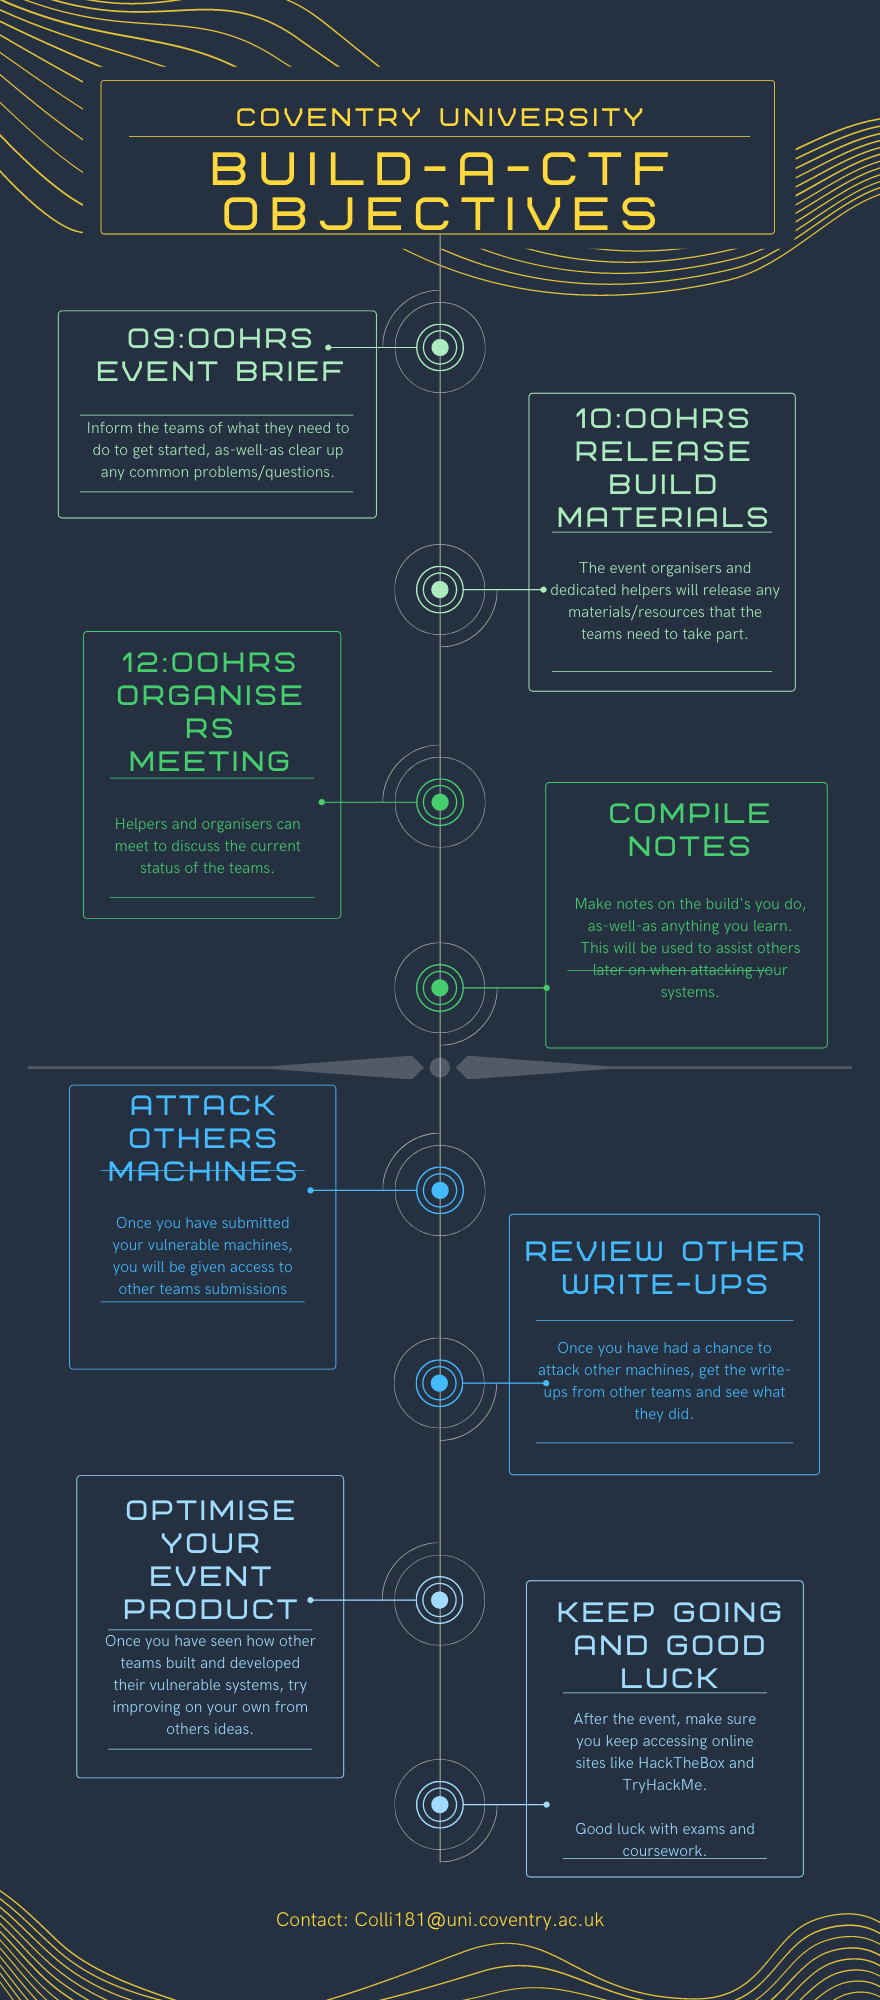 COVENTRY UNIVERSITY
BUILD-A-CTF
OBJECTIVES
09:00HRS
EVENT BRIEF
Inform the teams of what they need to
do to get started, as-well-as clear up
any common problems/questions.
10:00HRS
RELEASE
BUILD
MATERIALS
The event organisers and
dedicated helpers will release any
materials/resources that the
teams need to take part.
12:00HRS
ORGANISE
RS
MEETING
Helpers and organisers can
meet to discuss the current
status of the teams.
COMPILE
NOTES
Make notes on the build's you do,
as-well-as anything you learn.
This will be used to assist others
later on when attacking your
systems.
ATTACK
OTHERS
MACHINES
Once you have submitted
your vulnerable machines,
you will be given access to
other teams submissions
REVIEW OTHER
WRITE-UPS
Once you have had a chance to
attack other machines, get the write-
ups from other teams and see what
they did.
OPTIMISE
YOUR
EVENT
PRODUCT
Once you have seen how other
teams built and developed
their vulnerable systems, try
improving on your own from
others ideas.
KEEP GOING
AND GOOD
LUCK
After the event, make sure
you keep accessing online
sites like HackTheBox and
TryHackMe.
Good luck with exams and
coursework.
Contact: Colli181@uni.coventry.ac.uk